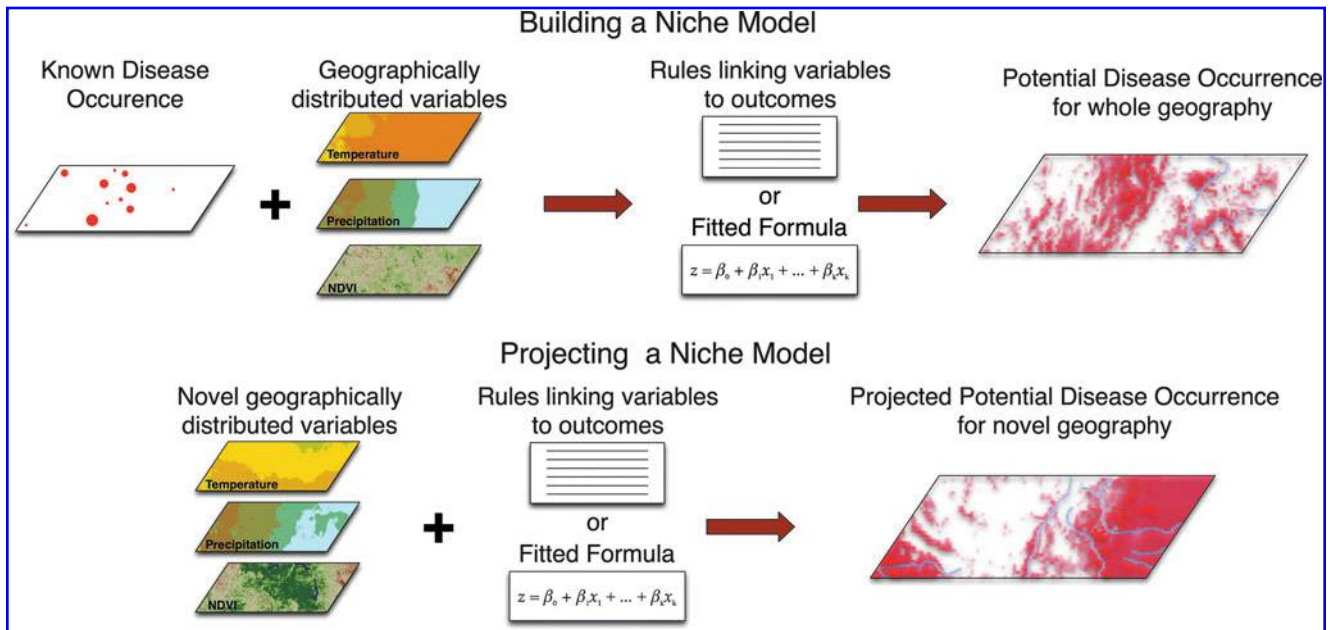 Building a Niche Model
Known Disease
Occurence
Geographically
distributed variables
Temperature
Precipitation
NDVI
Rules linking variables
to outcomes
or
Fitted Formula
z = β₀ + β₁x₁ + ... + βₖxₖ
Potential Disease Occurrence
for whole geography
Projecting a Niche Model
Novel geographically
distributed variables
Temperature
Precipitation
NDVI
Rules linking variables
to outcomes
or
Fitted Formula
z = β₀ + β₁x₁ + ... + βₖxₖ
Projected Potential Disease Occurrence
for novel geography